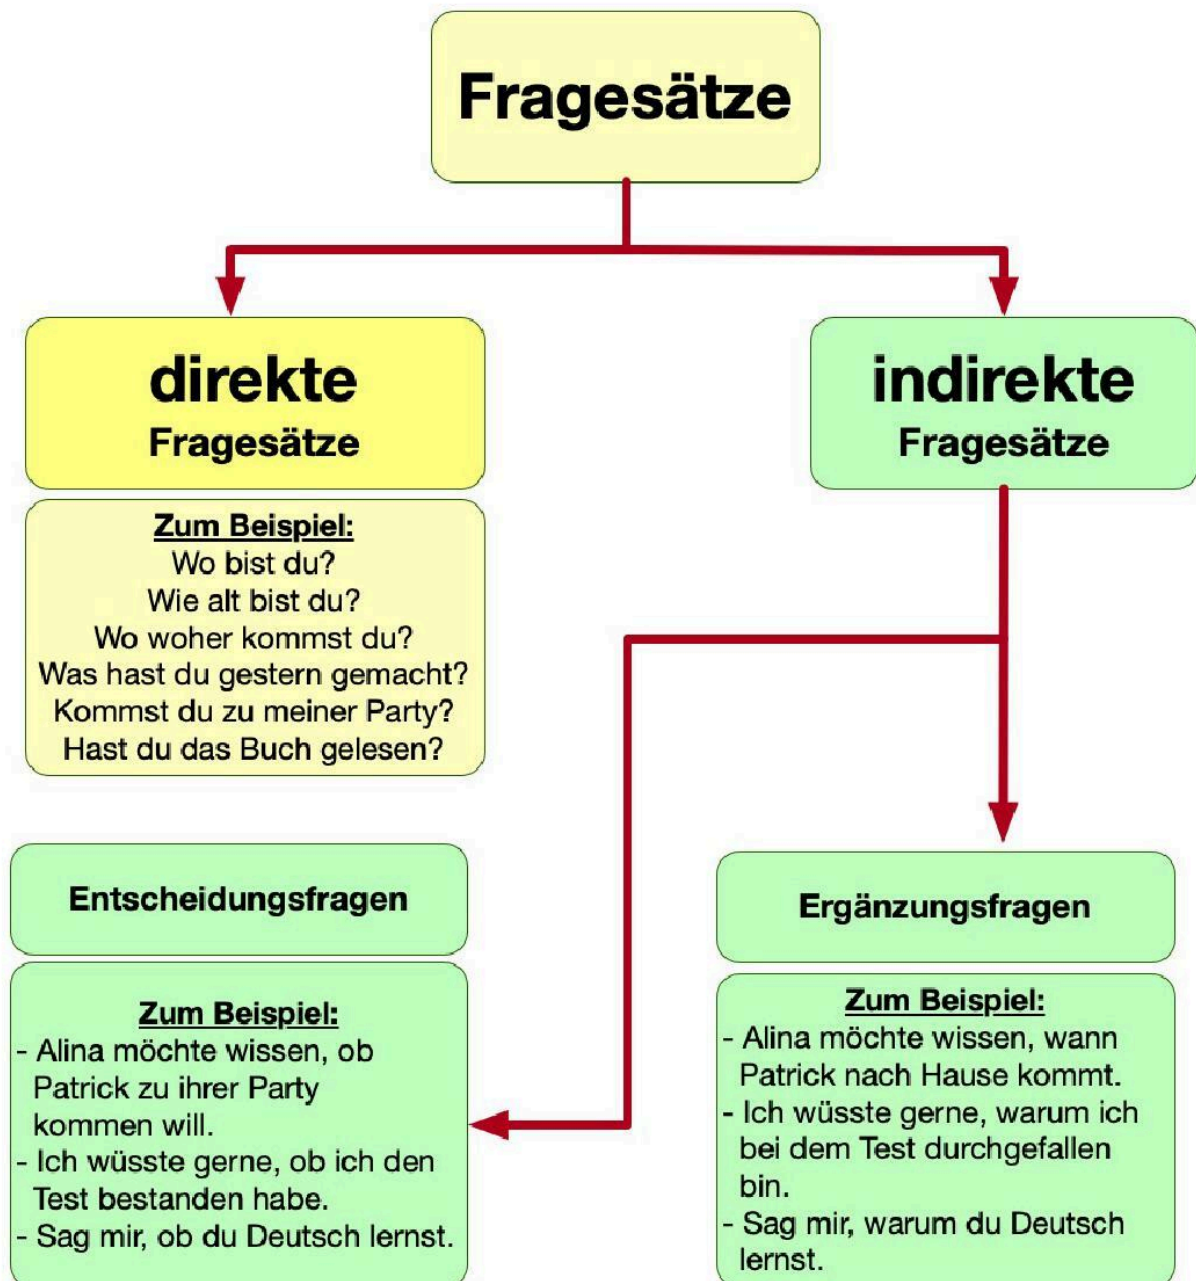 Fragesätze
direkte
Fragesätze
Zum Beispiel:
Wo bist du?
Wie alt bist du?
Wo woher kommst du?
Was hast du gestern gemacht?
Kommst du zu meiner Party?
Hast du das Buch gelesen?
indirekte
Fragesätze
Entscheidungsfragen
Zum Beispiel:
- Alina möchte wissen, ob
Patrick zu ihrer Party
kommen will.
- Ich wüsste gerne, ob ich den
Test bestanden habe.
- Sag mir, ob du Deutsch lernst.
Ergänzungsfragen
Zum Beispiel:
- Alina möchte wissen, wann
Patrick nach Hause kommt.
- Ich wüsste gerne, warum ich
bei dem Test durchgefallen
bin.
- Sag mir, warum du Deutsch
lernst.